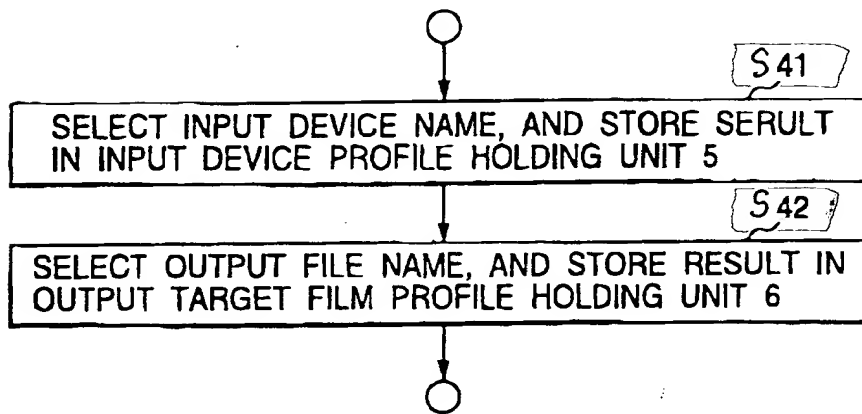 S41
SELECT INPUT DEVICE NAME, AND STORE SERULT
IN INPUT DEVICE PROFILE HOLDING UNIT 5
S42
SELECT OUTPUT FILE NAME, AND STORE RESULT IN
OUTPUT TARGET FILM PROFILE HOLDING UNIT 6